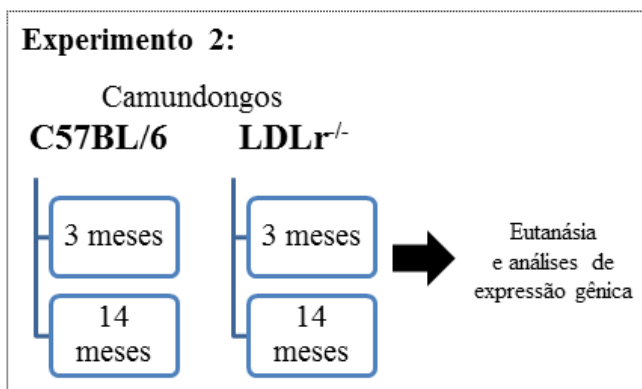 Experimento 2:
Camundongos
C57BL/6 LDLr-/-
3 meses 3 meses
14 14
meses meses
Eutanásia
e análises de
expressão gênica